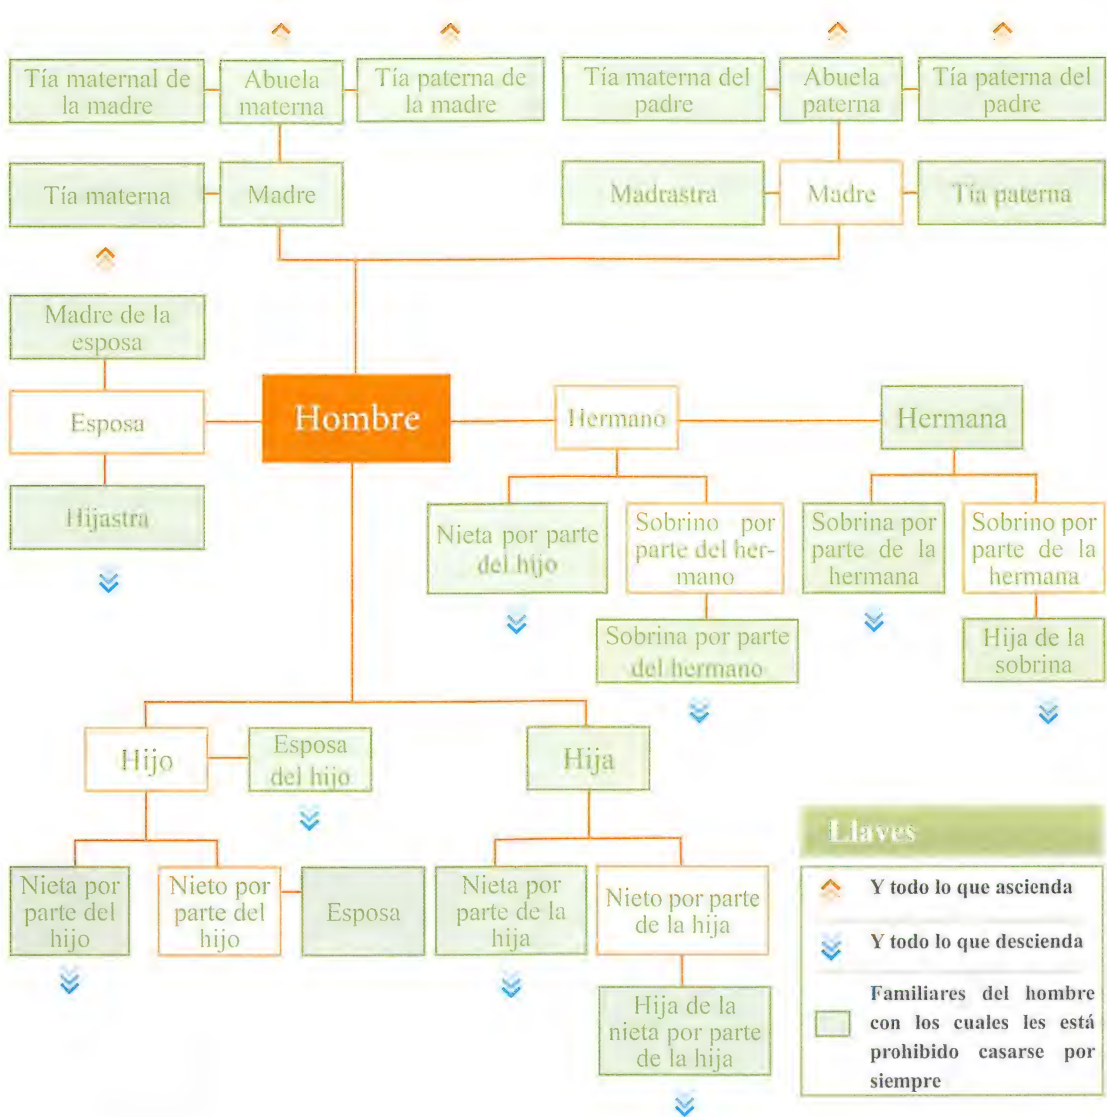 Tía maternal de
la madre
Abuela
materna
Tía paterna de
la madre
Tía materna del
padre
Abuela
paterna
Tía paterna del
padre
Tía materna
Madre
Madrastra
Madre
Tía paterna
Madre de la
esposa
Esposa
Hombre
Hermano
Hermana
Hijastra
Nieta por parte
del hijo
Sobrino por
parte del her-
mano
Sobrina por
parte de la
hermana
Sobrino por
parte de la
hermana
Sobrina por parte
del hermano
Hija de la
sobrina
Hijo
Esposa
del hijo
Hija
Nieta por
parte del
hijo
Nieto por
parte del
hijo
Esposa
Nieta por
parte de la
hija
Nieto por parte
de la hija
Hija de la
nieta por parte
de la hija
Llaves
Y todo lo que ascienda
Y todo lo que descienda
Familiares del hombre
con los cuales les está
prohibido casarse por
siempre